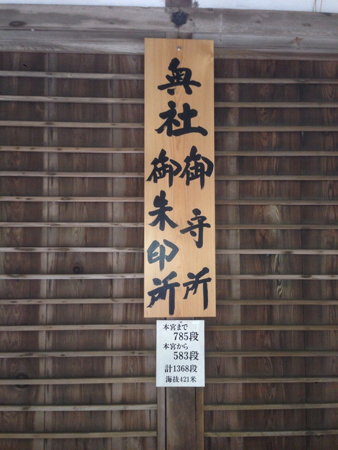 奥社
御守所
御朱印所
本宮まで
785段
本宮から
583段
計1368段
海抜421米